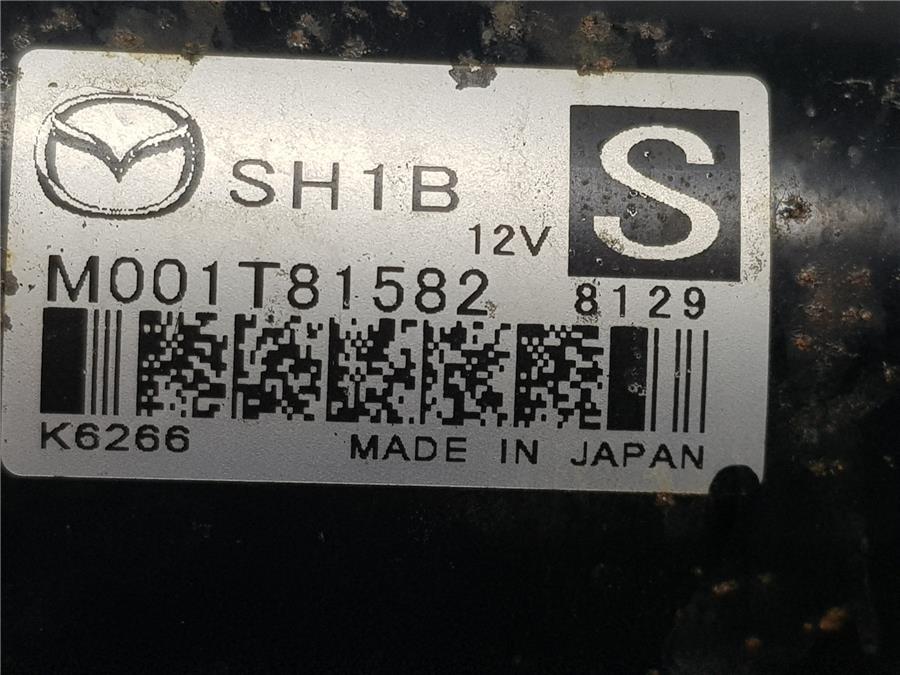 SH1B
S
12V
M001T81582
8129
K6266
MADE IN JAPAN